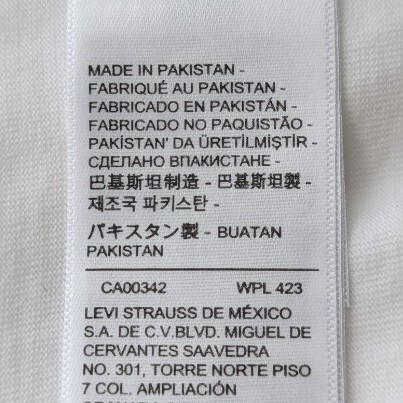 MADE IN PAKISTAN -
FABRIQUÉ AU PAKISTAN -
FABRICADO EN PAKISTÁN -
FABRICADO NO PAQUISTÃO -
PAKİSTAN' DA ÜRETİLMİŞTİR -
СДЕЛАНО ВПАКИСТАНЕ -
巴基斯坦制造 - 巴基斯坦製 -
제조국 파키스탄 -
パキスタン製 - BUATAN
PAKISTAN
CA00342 WPL 423
LEVI STRAUSS DE MÉXICO
S.A. DE C.V.BLVD. MIGUEL DE
CERVANTES SAAVEDRA
NO. 301, TORRE NORTE PISO
7 COL. AMPLIACIÓN